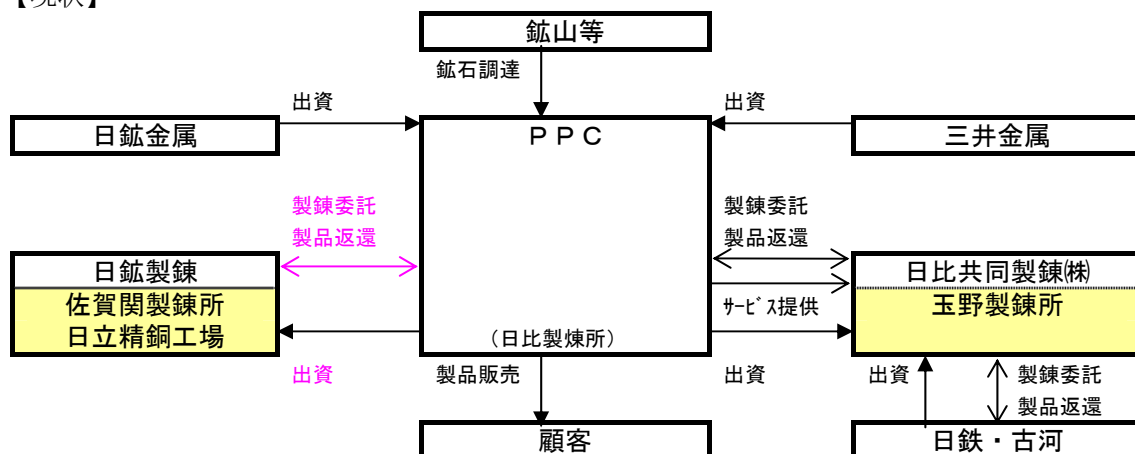 【現状】
鉱山等
鉱石調達
出資
出資
日鉱金属
PPC
三井金属
製錬委託
製品返還
製錬委託
製品返還
日鉱製錬
佐賀関製錬所
日立精銅工場
日比共同製錬㈱
玉野製錬所
ｻｰﾋﾞｽ提供
（日比製煉所）
出資
製品販売
出資
出資
製錬委託
製品返還
顧客
日鉄・古河